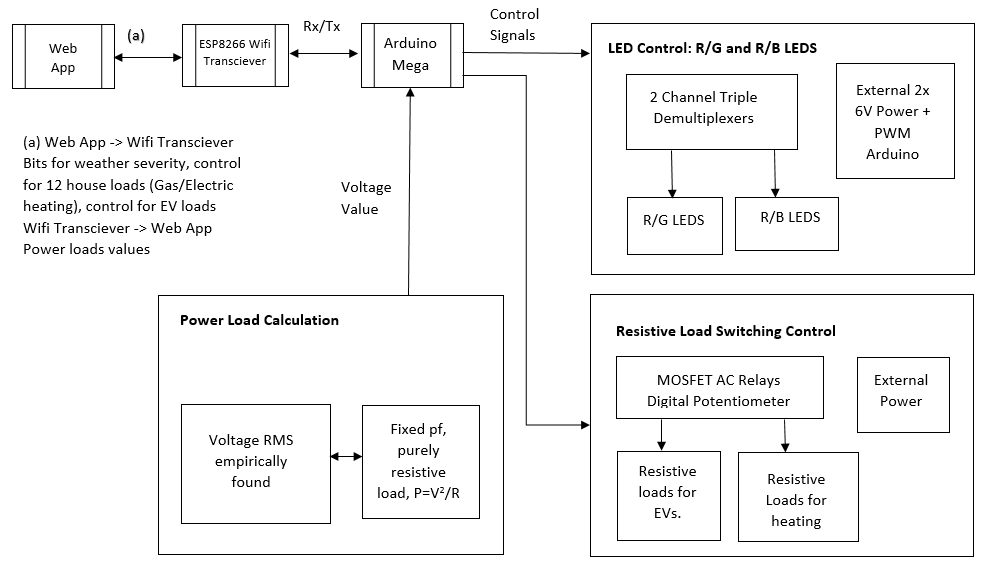 Web
App
(a)
ESP8266 Wifi
Transciever
Rx/Tx
Arduino
Mega
Control
Signals
(a) Web App -> Wifi Transciever
Bits for weather severity, control
for 12 house loads (Gas/Electric
heating), control for EV loads
Wifi Transciever -> Web App
Power loads values
Voltage
Value
LED Control: R/G and R/B LEDS
2 Channel Triple
Demultiplexers
External 2x
6V Power +
PWM
Arduino
R/G LEDS
R/B LEDS
Power Load Calculation
Voltage RMS
empirically
found
Fixed pf,
purely
resistive
load, P=V²/R
Resistive Load Switching Control
MOSFET AC Relays
Digital Potentiometer
External
Power
Resistive
loads for
EVs.
Resistive
Loads for
heating